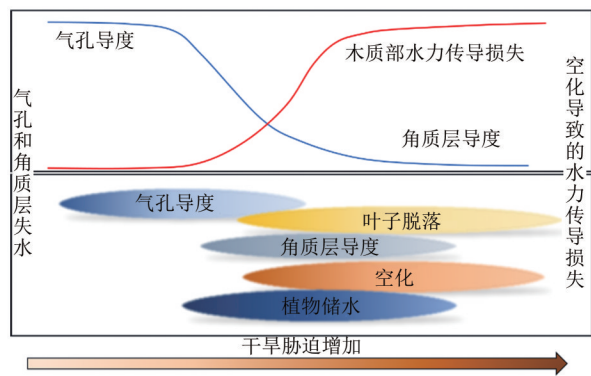 气孔导度
木质部水力传导损失
角质层导度
气孔和角质层失水
空化导致的水力传导损失
气孔导度
叶子脱落
角质层导度
空化
植物储水
干旱胁迫增加